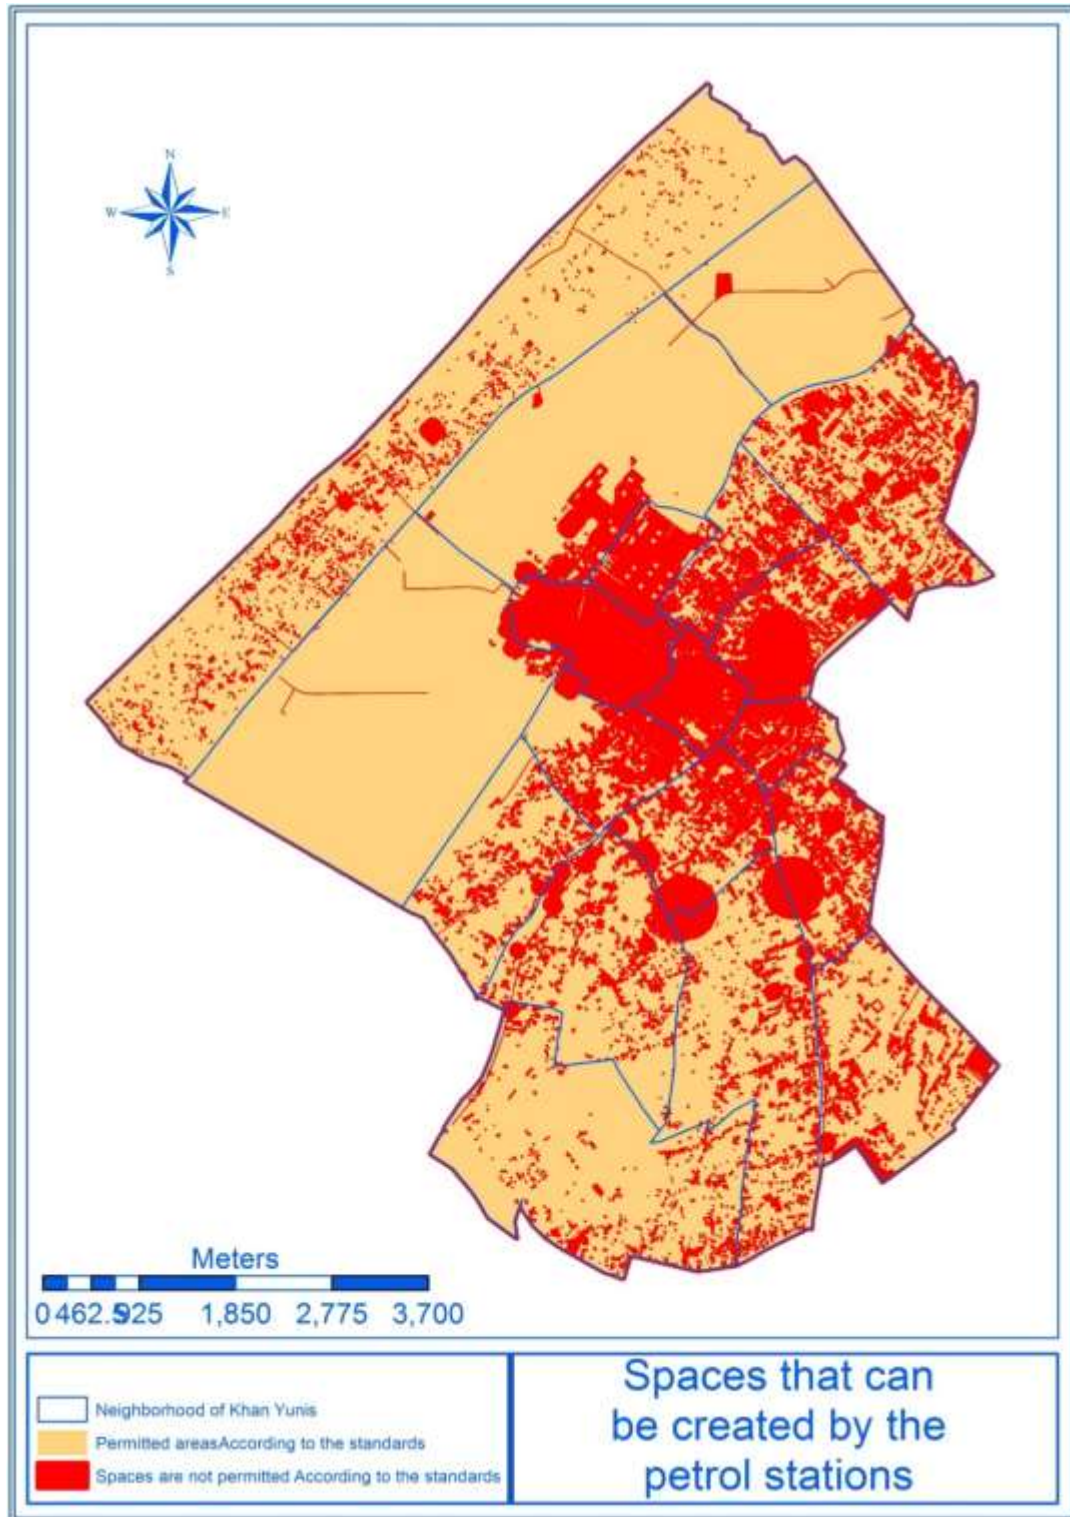 N
W E
S
Meters
0 462.5 925 1,850 2,775 3,700
Neighborhood of Khan Yunis
Permitted areasAccording to the standards
Spaces are not permitted According to the standards
Spaces that can
be created by the
petrol stations